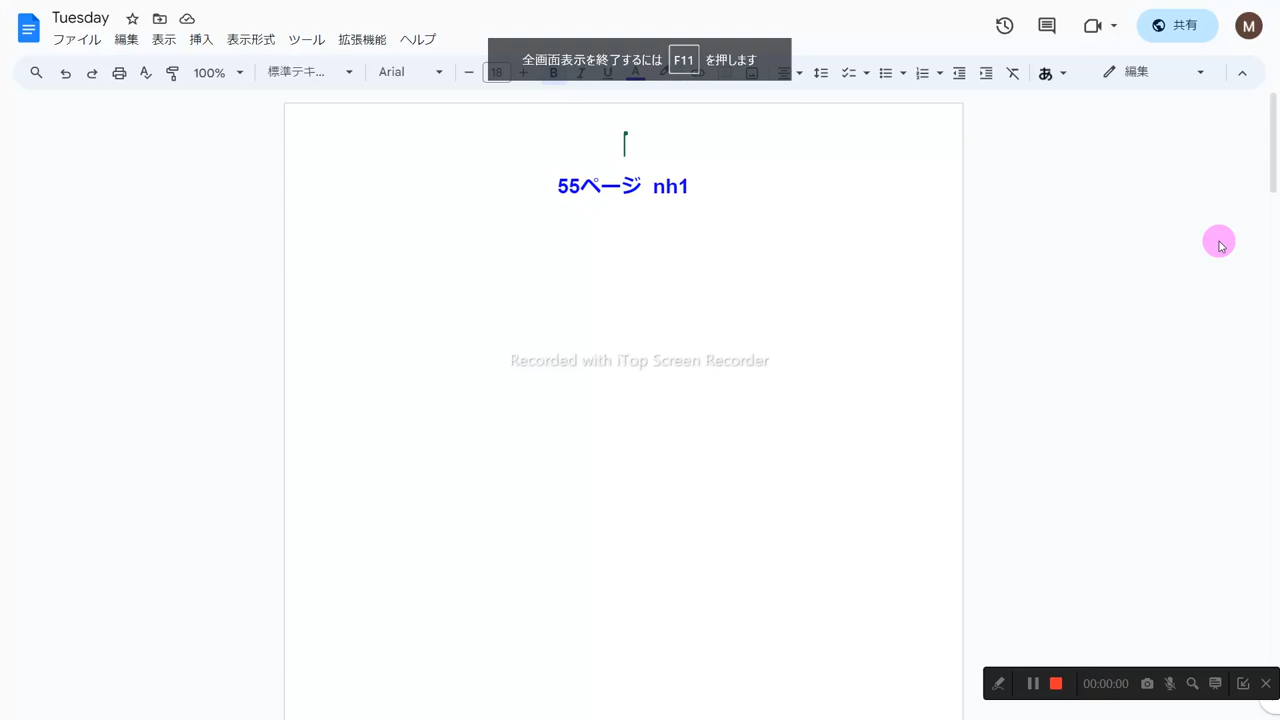 Tuesday
共有
M
ファイル 編集 表示 挿入 表示形式 ツール 拡張機能 ヘルプ
全画面表示を終了するには F11 を押します
100% 標準テキ... Arial 18 B I U A あ 編集
55ページ nh1
Recorded with iTop Screen Recorder
00:00:00